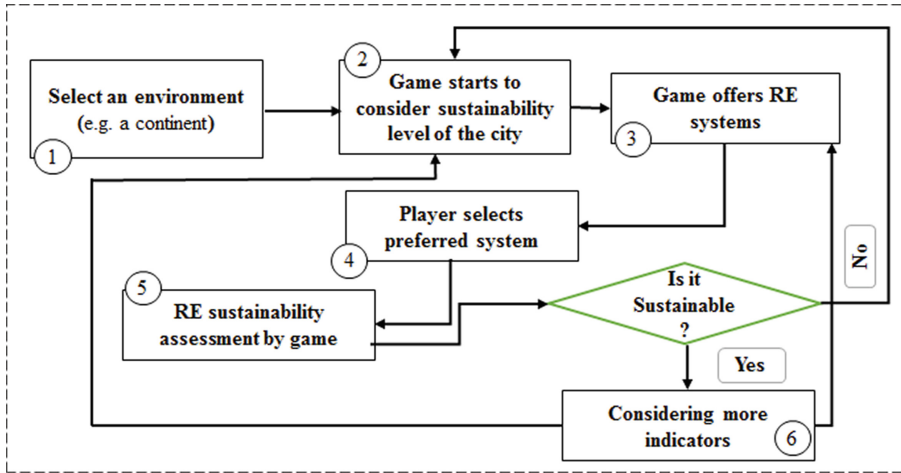 Select an environment
(e.g. a continent)
1
2
Game starts to
consider sustainability
level of the city
Game offers RE
systems
3
Player selects
preferred system
4
5
RE sustainability
assessment by game
Is it
Sustainable
?
No
Yes
Considering more
indicators
6